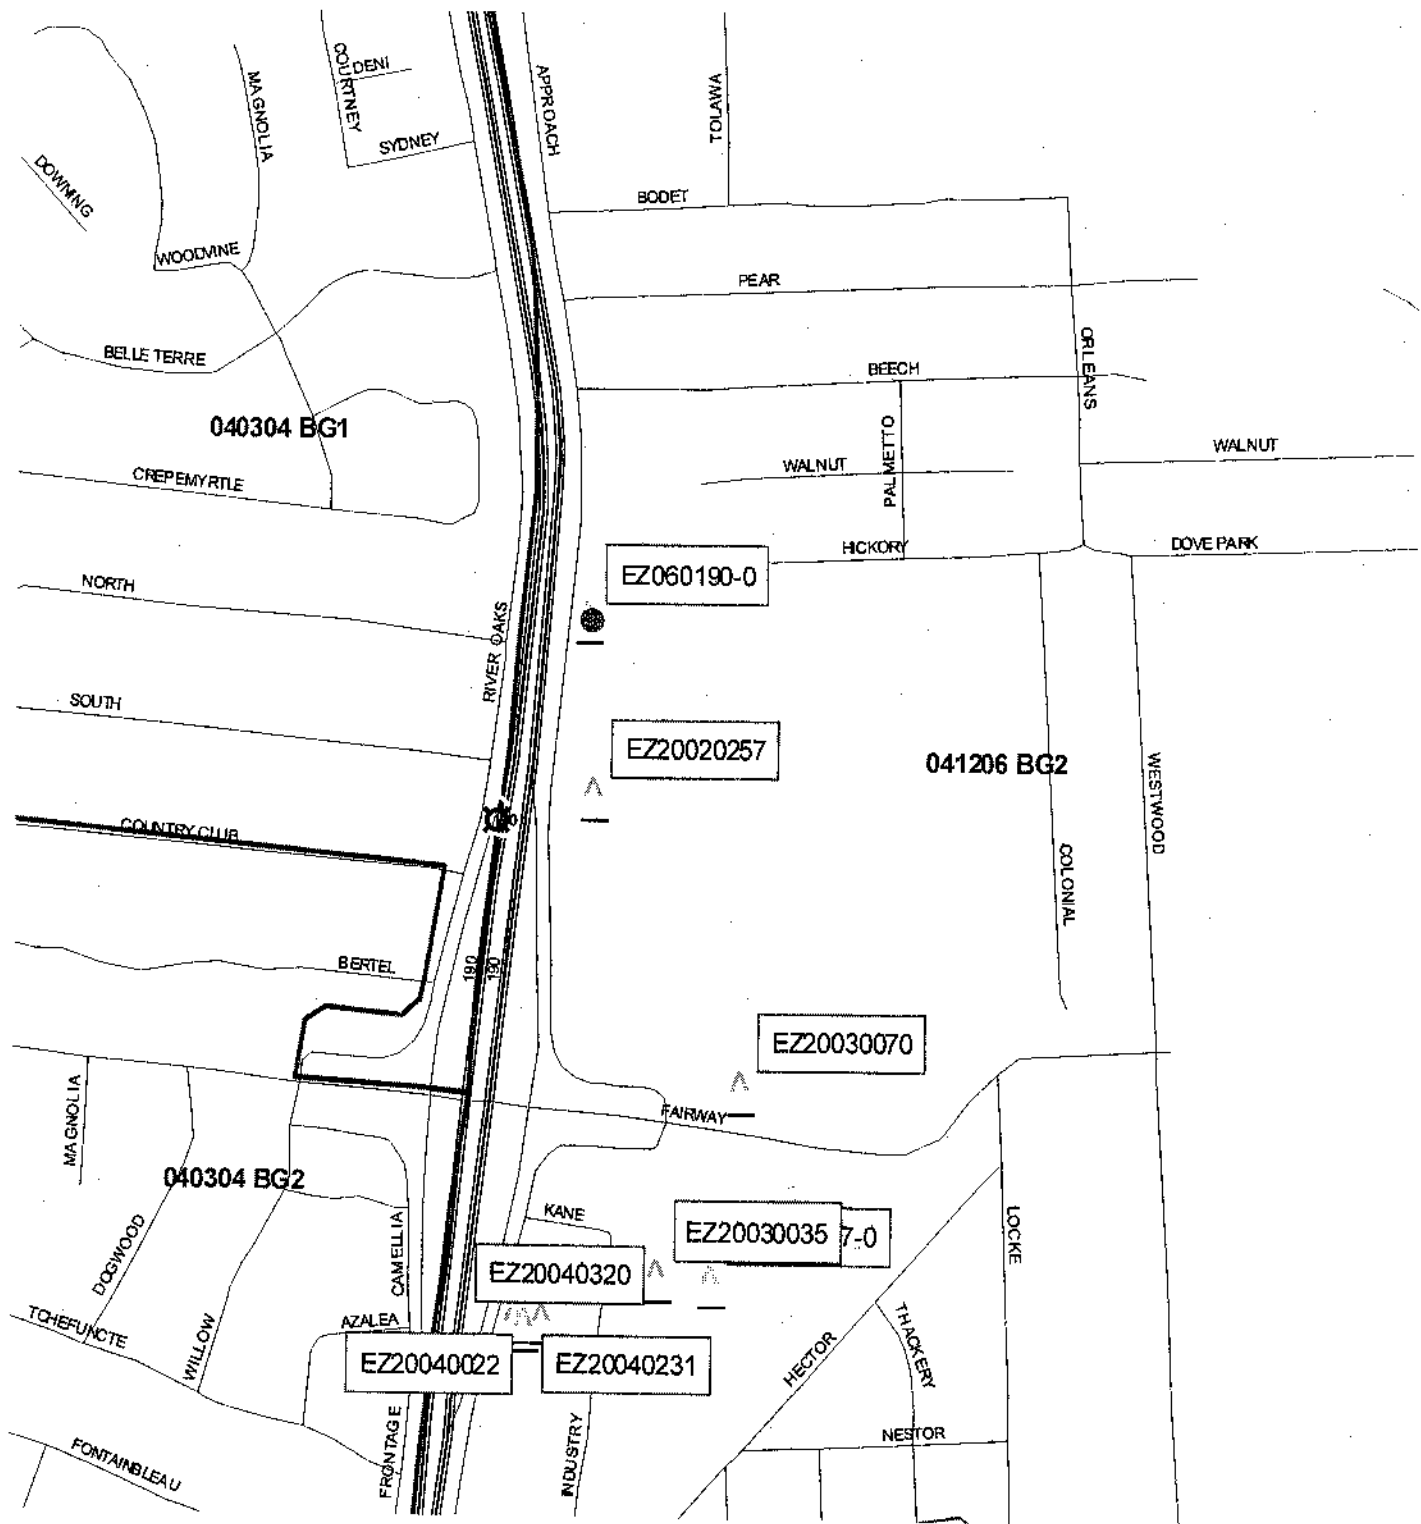 COURTNEY
DENI
MAGNOLIA
APPROACH
TOLAWA
SYDNEY
DOWNING
BODET
WOODVINE
PEAR
BELLE TERRE
ORLEANS
BEECH
040304 BG1
WALNUT
PALMETTO
WALNUT
CREPEMYRTLE
HICKORY
DOVE PARK
EZ060190-0
NORTH
RIVER OAKS
SOUTH
EZ20020257
041206 BG2
WESTWOOD
COUNTRY CLUB
COLONIAL
BERTEL
190
190
EZ20030070
FAIRWAY
MAGNOLIA
040304 BG2
KANE
EZ20030035
7-0
LOCKE
DOGWOOD
CAMELLIA
EZ20040320
TCHEFUNCTE
WILLOW
AZALEA
EZ20040022
EZ20040231
HECTOR
THACKERY
FRONTAGE
INDUSTRY
NESTOR
FONTAINBLEAU